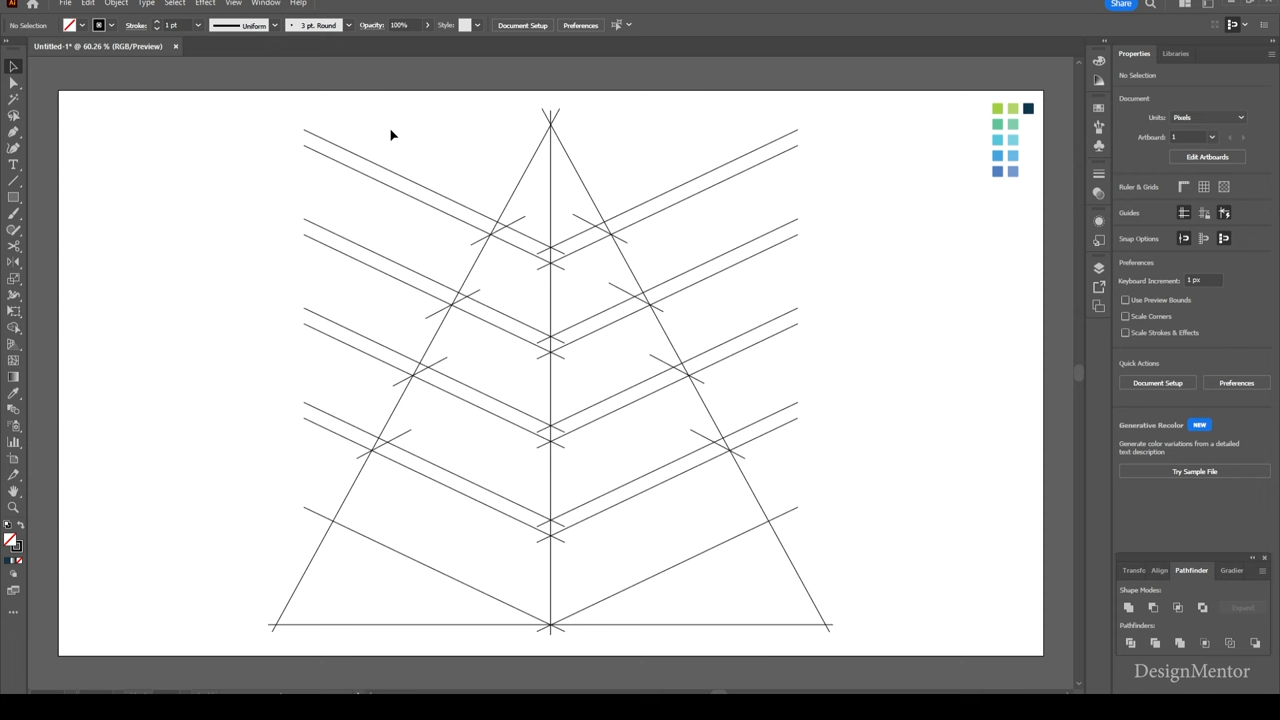 Ai File Edit Object Type Select Effect View Window Help Share
No Selection Stroke: 1 pt Uniform 3 pt. Round Opacity: 100% Style: Document Setup Preferences
Untitled-1* @ 60.26 % (RGB/Preview)
Properties Libraries
No Selection
Document
Units: Pixels
Artboard: 1
Edit Artboards
Ruler & Grids
Guides
Snap Options
Preferences
Keyboard Increment: 1 px
Use Preview Bounds
Scale Corners
Scale Strokes & Effects
Quick Actions
Document Setup Preferences
Generative Recolor NEW
Generate color variations from a detailed
text description
Try Sample File
Transfo Align Pathfinder Gradier
Shape Modes:
Expand
Pathfinders:
DesignMentor